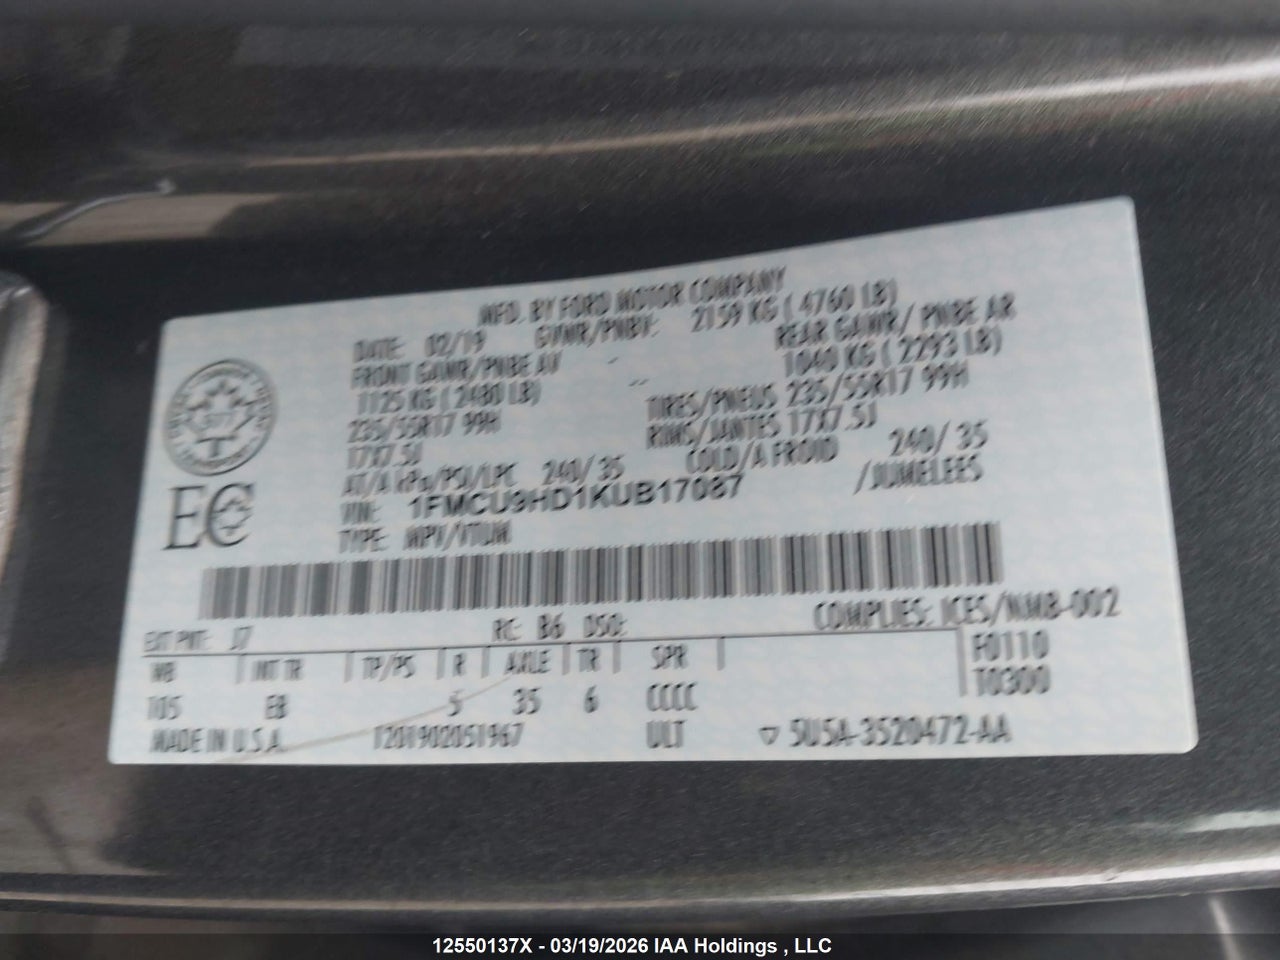 MFD. BY FORD MOTOR COMPANY
DATE: 02/19 GVWR/PNBV: 2159 KG ( 4760 LB)
FRONT GAWR/PNBE AV REAR GAWR/ PNBE AR
1125 KG ( 2480 LB) 1040 KG ( 2293 LB)
235/55R17 99H TIRES/PNEUS 235/55R17 99H
17X7.5J RIMS/JANTES 17X7.5J
AT/A kPa/PSI/LPC 240/ 35 COLD/A FROID 240/ 35
VIN: 1FMCU9HD1KUB17087 /JUMELEES
TYPE: MPV/VTUM
EC
COMPLIES: ICES/NMB-002
EXT PNT: J7 RC: B6 DSO: F0110
WB INT TR TP/PS R AXLE TR SPR T0300
105 EB 5 35 6 CCCC
MADE IN U.S.A. 1201902051967 ULT 5U5A-3520472-AA
12550137X - 03/19/2026 IAA Holdings , LLC